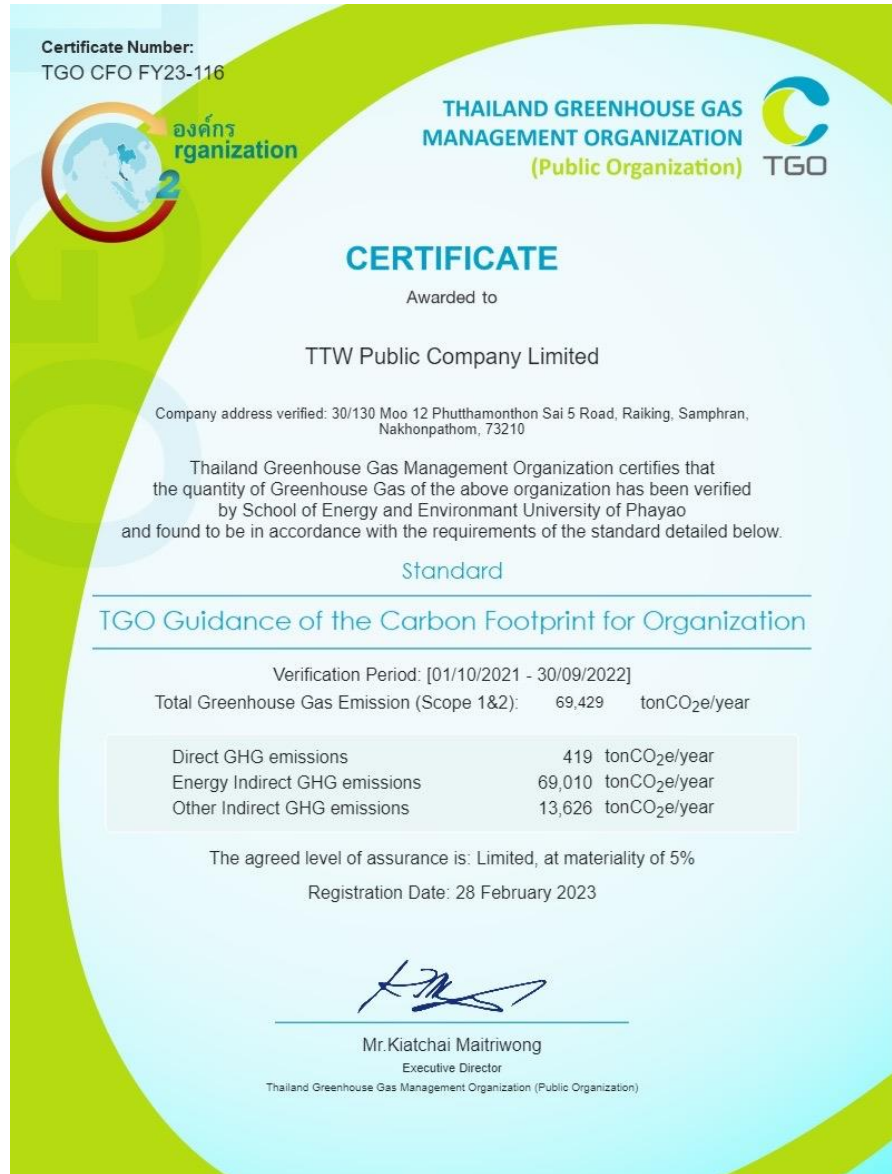 Certificate Number:
TGO CFO FY23-116
องค์กร
rganization
2
THAILAND GREENHOUSE GAS
MANAGEMENT ORGANIZATION
(Public Organization)
TGO
CERTIFICATE
Awarded to
TTW Public Company Limited
Company address verified: 30/130 Moo 12 Phutthamonthon Sai 5 Road, Raiking, Samphran,
Nakhonpathom, 73210
Thailand Greenhouse Gas Management Organization certifies that
the quantity of Greenhouse Gas of the above organization has been verified
by School of Energy and Environmant University of Phayao
and found to be in accordance with the requirements of the standard detailed below.
Standard
TGO Guidance of the Carbon Footprint for Organization
Verification Period: [01/10/2021 - 30/09/2022]
Total Greenhouse Gas Emission (Scope 1&2): 69,429 tonCO₂e/year
Direct GHG emissions 419 tonCO₂e/year
Energy Indirect GHG emissions 69,010 tonCO₂e/year
Other Indirect GHG emissions 13,626 tonCO₂e/year
The agreed level of assurance is: Limited, at materiality of 5%
Registration Date: 28 February 2023
Mr.Kiatchai Maitriwong
Executive Director
Thailand Greenhouse Gas Management Organization (Public Organization)